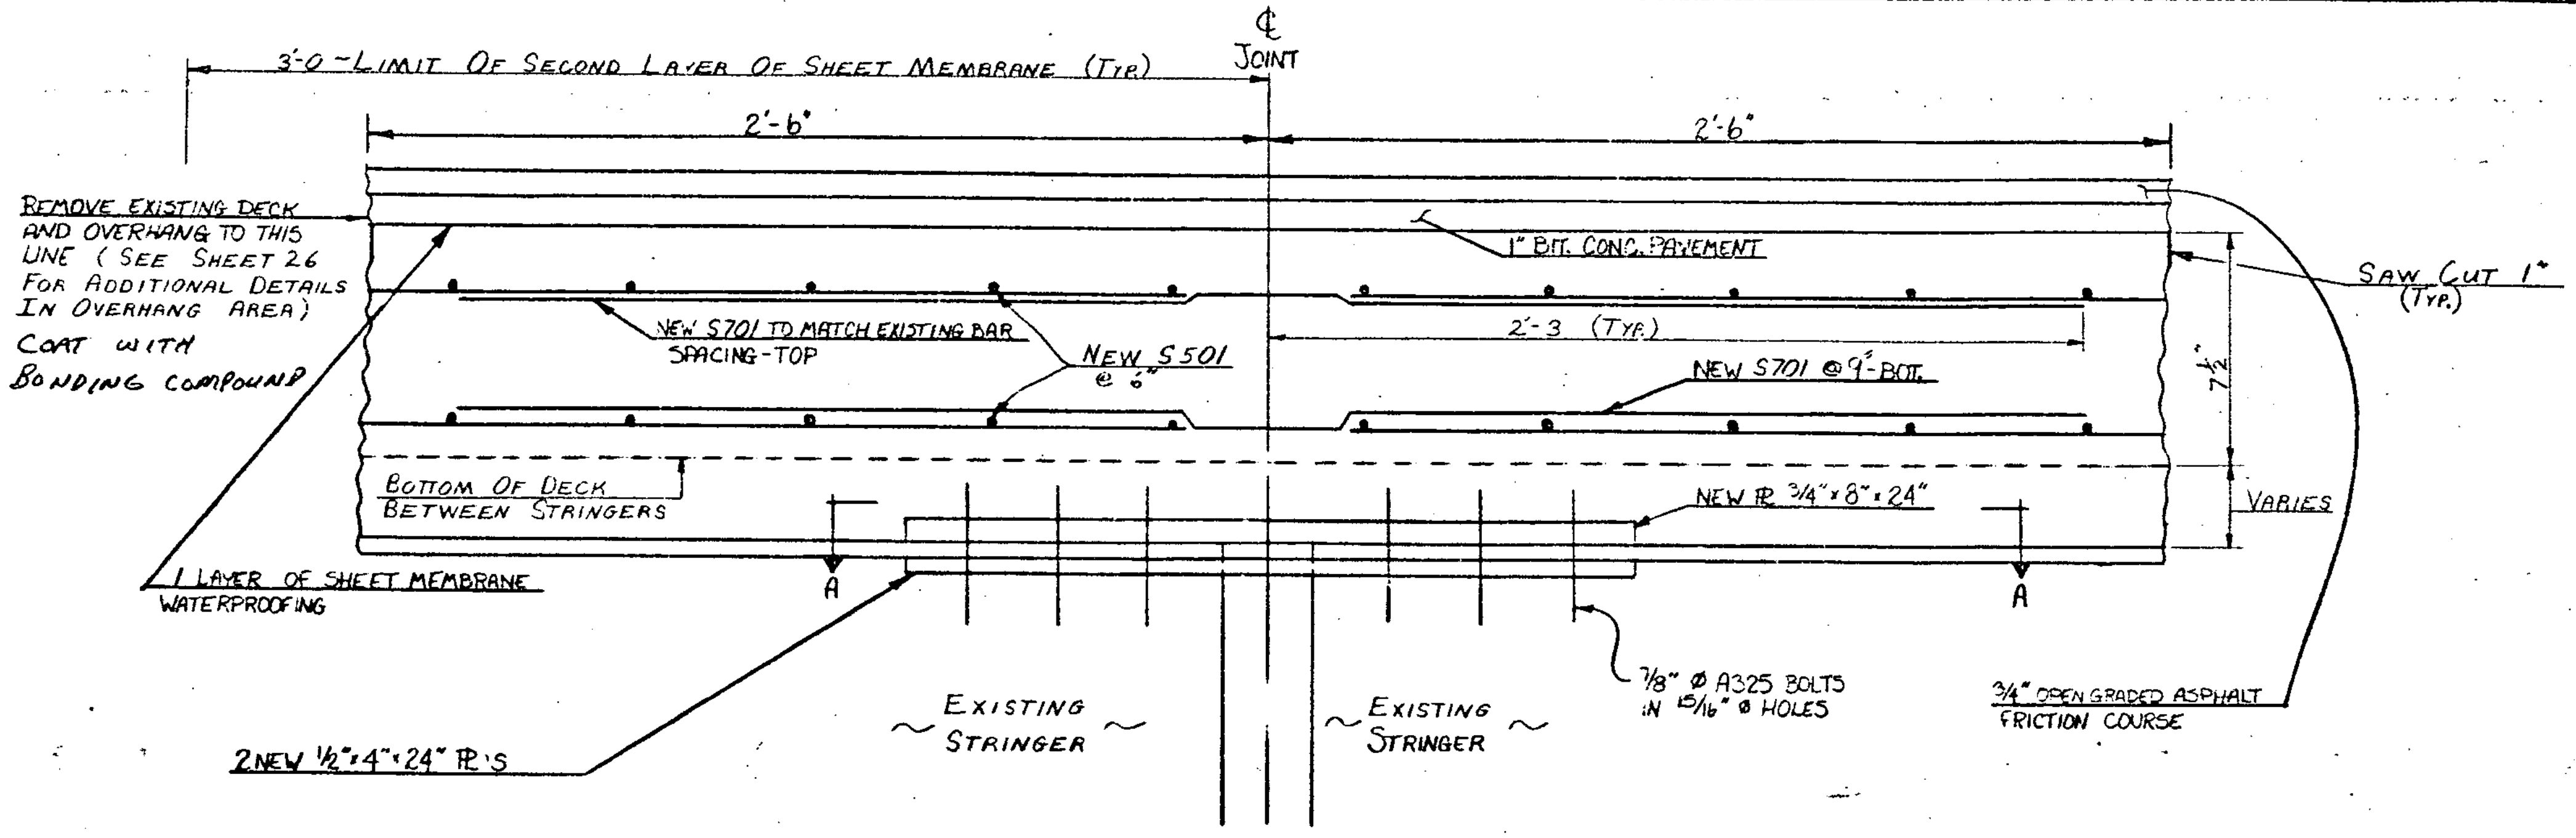 ℄
JOINT
3'-0 - LIMIT OF SECOND LAYER OF SHEET MEMBRANE (TYP.)
2'-6"
2'-6"
REMOVE EXISTING DECK
AND OVERHANG TO THIS
LINE (SEE SHEET 26
FOR ADDITIONAL DETAILS
IN OVERHANG AREA)
COAT WITH
BONDING COMPOUND
1" BIT. CONC. PAVEMENT
SAW CUT 1"
(TYP.)
NEW S701 TO MATCH EXISTING BAR
SPACING-TOP
NEW S501
@ 6"
2'-3 (TYP.)
NEW S701 @ 9"-BOT.
7 1/2"
BOTTOM OF DECK
BETWEEN STRINGERS
NEW PL 3/4" x 8" x 24"
VARIES
A
A
1 LAYER OF SHEET MEMBRANE
WATERPROOFING
EXISTING
STRINGER
EXISTING
STRINGER
7/8" Ø A325 BOLTS
IN 15/16" Ø HOLES
3/4" OPEN GRADED ASPHALT
FRICTION COURSE
2 NEW 1/2" x 4" x 24" PL'S